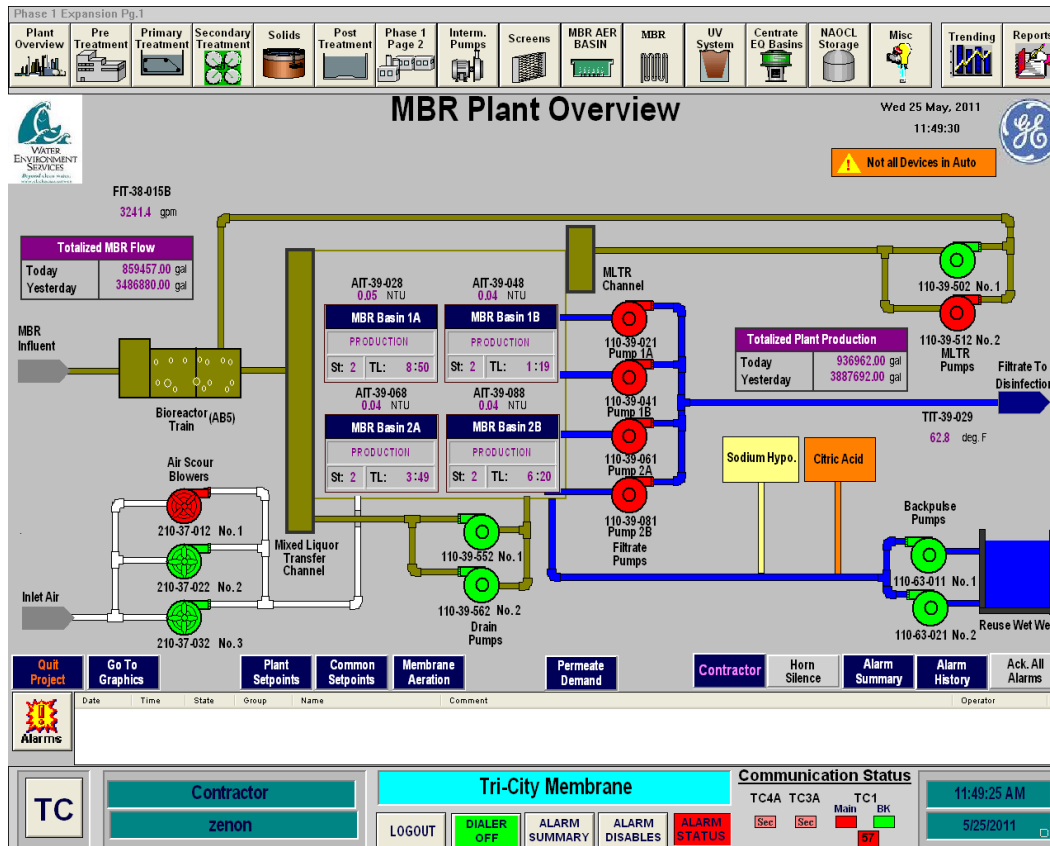 Phase 1 Expansion Pg.1
Plant Overview
Pre Treatment
Primary Treatment
Secondary Treatment
Solids
Post Treatment
Phase 1 Page 2
Interm. Pumps
Screens
MBR AER BASIN
MBR
UV System
Centrate EQ Basins
NAOCL Storage
Misc
Trending
Reports
MBR Plant Overview
Wed 25 May, 2011
11:49:30
WATER
ENVIRONMENT
SERVICES
Not all Devices in Auto
FIT-38-015B
3241.4 gpm
Totalized MBR Flow
Today 859457.00 gal
Yesterday 3486880.00 gal
MBR
Influent
Bioreactor (AB5)
Train
AIT-39-028
0.05 NTU
MBR Basin 1A
PRODUCTION
St: 2 TL: 8:50
AIT-39-048
0.04 NTU
MBR Basin 1B
PRODUCTION
St: 2 TL: 1:19
AIT-39-068
0.04 NTU
MBR Basin 2A
PRODUCTION
St: 2 TL: 3:49
AIT-39-088
0.04 NTU
MBR Basin 2B
PRODUCTION
St: 2 TL: 6:20
MLTR
Channel
110-39-021
Pump 1A
110-39-041
Pump 1B
110-39-061
Pump 2A
110-39-081
Pump 2B
Filtrate
Pumps
110-39-502 No. 1
110-39-512 No. 2
MLTR
Pumps
Totalized Plant Production
Today 936962.00 gal
Yesterday 3887692.00 gal
Filtrate To
Disinfection
TIT-39-029
62.8 deg. F
Sodium Hypo.
Citric Acid
Air Scour
Blowers
210-37-012 No. 1
210-37-022 No. 2
210-37-032 No. 3
Inlet Air
Mixed Liquor
Transfer
Channel
110-39-552 No. 1
110-39-562 No. 2
Drain
Pumps
Backpulse
Pumps
110-63-011 No. 1
110-63-021 No. 2
Reuse Wet We
Quit Project
Go To Graphics
Plant Setpoints
Common Setpoints
Membrane Aeration
Permeate Demand
Contractor
Horn Silence
Alarm Summary
Alarm History
Ack. All Alarms
Alarms
Date Time State Group Name Comment Operator
TC
Contractor
zenon
Tri-City Membrane
LOGOUT
DIALER OFF
ALARM SUMMARY
ALARM DISABLES
ALARM STATUS
Communication Status
TC4A TC3A TC1
Main BK
Sec Sec
57
11:49:25 AM
5/25/2011